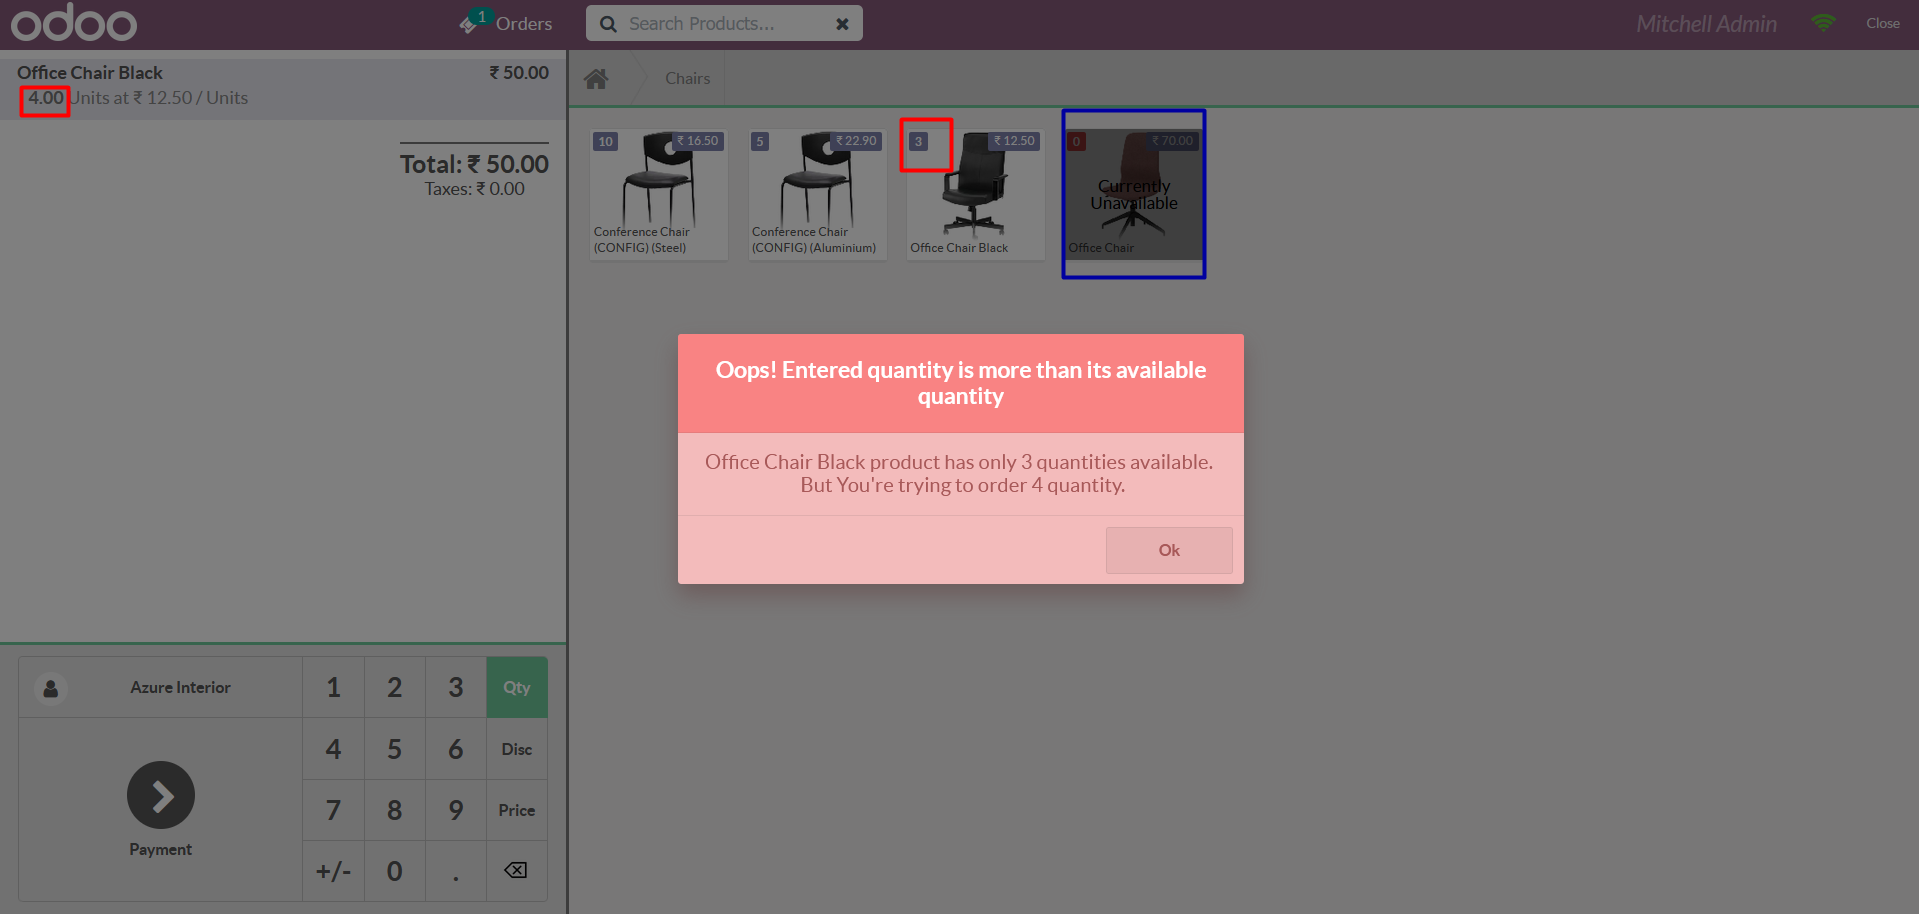 odoo
1
Orders
Search Products...
Mitchell Admin
Close
Office Chair Black ₹ 50.00
4.00 Units at ₹ 12.50 / Units
Total: ₹ 50.00
Taxes: ₹ 0.00
Chairs
10 ₹ 16.50
Conference Chair
(CONFIG) (Steel)
5 ₹ 22.90
Conference Chair
(CONFIG) (Aluminium)
3 ₹ 12.50
Office Chair Black
0 ₹ 70.00
Currently
Unavailable
Office Chair
Oops! Entered quantity is more than its available
quantity
Office Chair Black product has only 3 quantities available.
But You're trying to order 4 quantity.
Ok
Azure Interior
1 2 3 Qty
4 5 6 Disc
7 8 9 Price
Payment
+/- 0 .